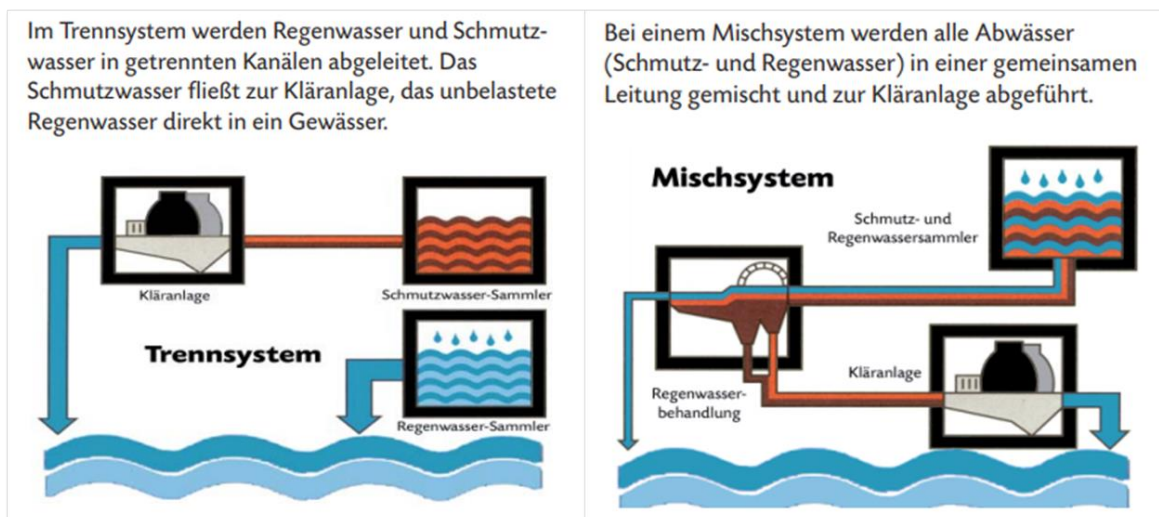 Im Trennsystem werden Regenwasser und Schmutz-
wasser in getrennten Kanälen abgeleitet. Das
Schmutzwasser fließt zur Kläranlage, das unbelastete
Regenwasser direkt in ein Gewässer.
Kläranlage
Schmutzwasser-Sammler
Trennsystem
Regenwasser-Sammler
Bei einem Mischsystem werden alle Abwässer
(Schmutz- und Regenwasser) in einer gemeinsamen
Leitung gemischt und zur Kläranlage abgeführt.
Mischsystem
Schmutz- und
Regenwassersammler
Kläranlage
Regenwasser-
behandlung